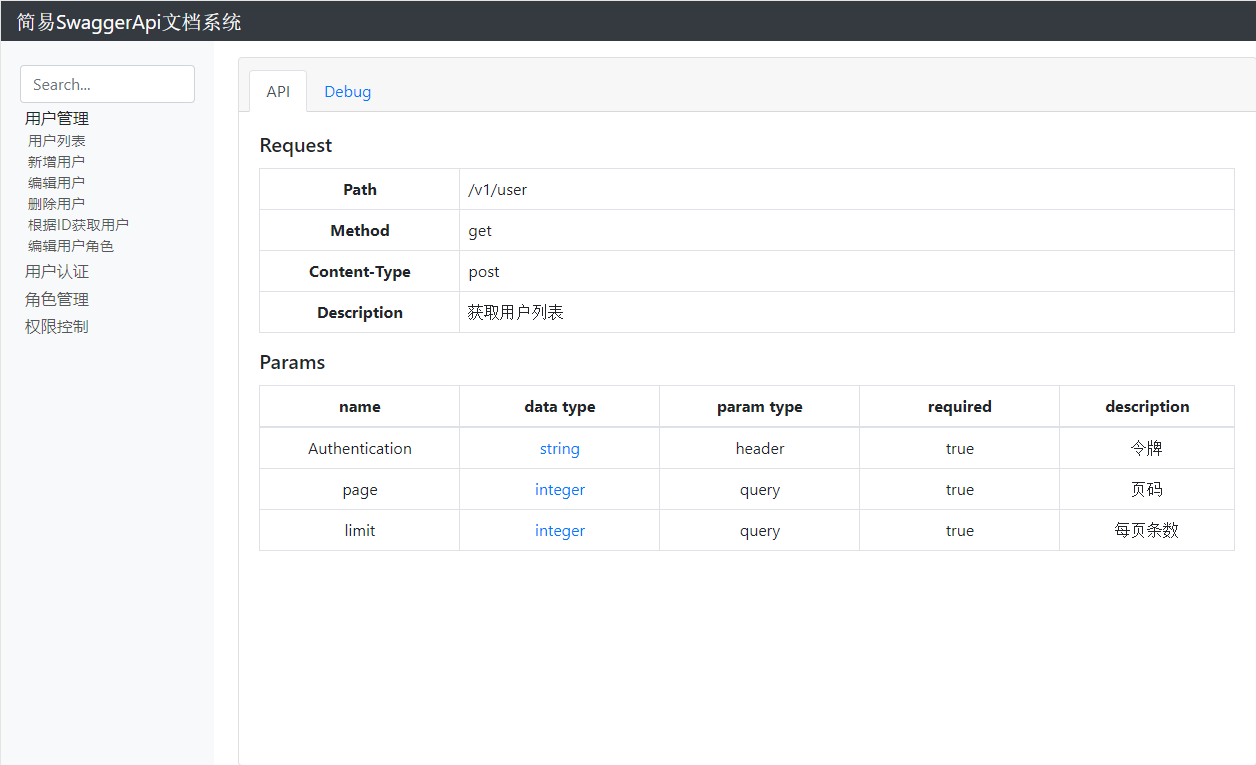 简易SwaggerApi文档系统
Search...
用户管理
用户列表
新增用户
编辑用户
删除用户
根据ID获取用户
编辑用户角色
用户认证
角色管理
权限控制
API Debug
Request
Path /v1/user
Method get
Content-Type post
Description 获取用户列表
Params
name data type param type required description
Authentication string header true 令牌
page integer query true 页码
limit integer query true 每页条数